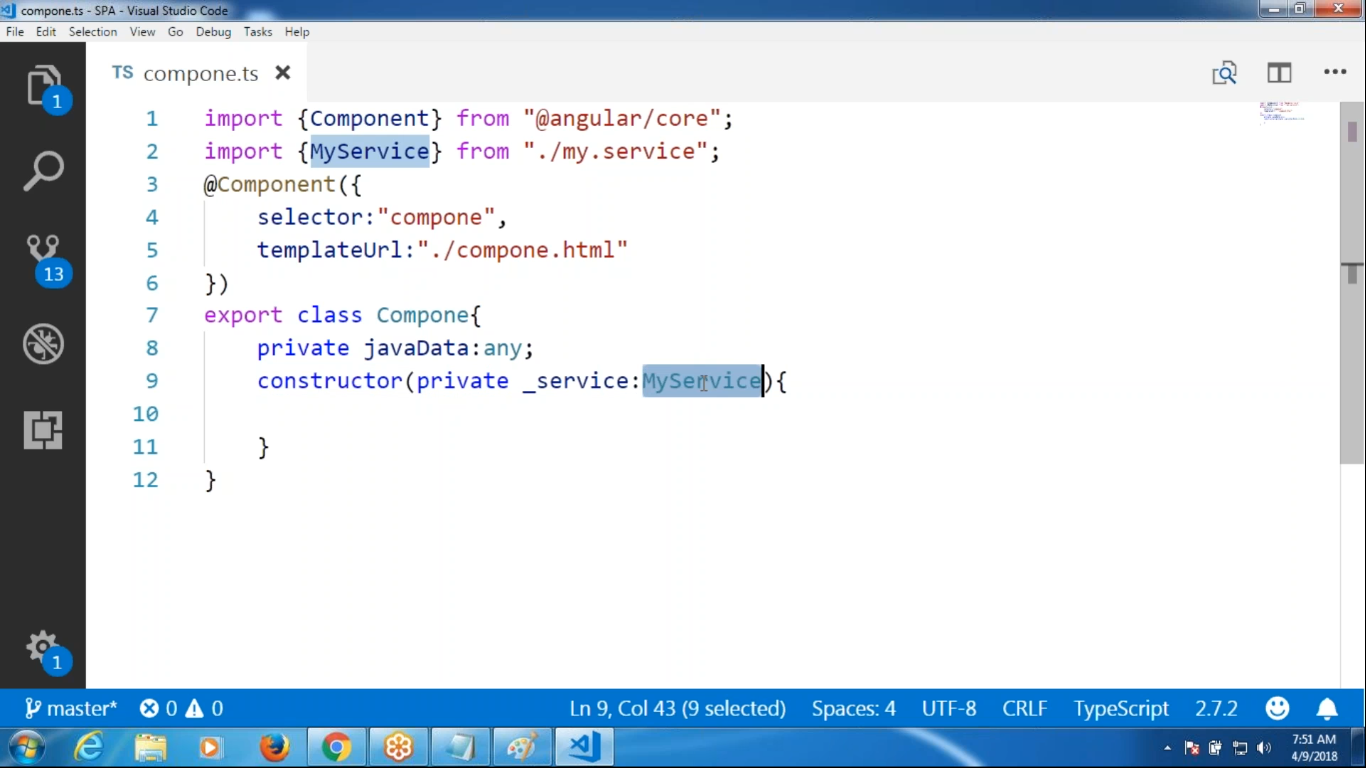 compone.ts - SPA - Visual Studio Code
File Edit Selection View Go Debug Tasks Help
TS compone.ts
1 import {Component} from "@angular/core";
2 import {MyService} from "./my.service";
3 @Component({
4 selector:"compone",
5 templateUrl:"./compone.html"
6 })
7 export class Compone{
8 private javaData:any;
9 constructor(private _service:MyService){
10
11 }
12 }
1
13
1
master* 0 0 Ln 9, Col 43 (9 selected) Spaces: 4 UTF-8 CRLF TypeScript 2.7.2
7:51 AM
4/9/2018